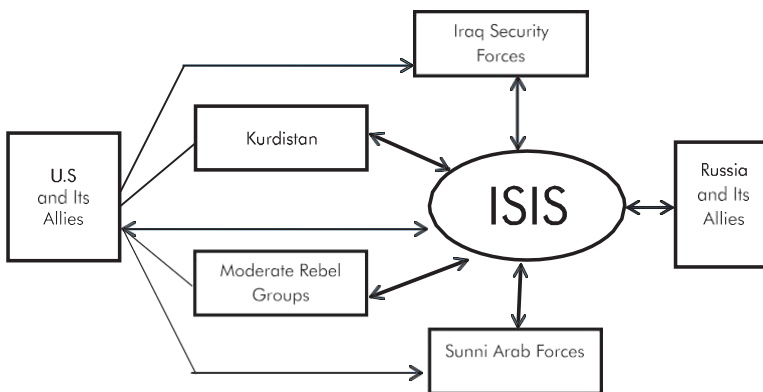 Iraq Security
Forces
Kurdistan
U.S
and Its
Allies
ISIS
Russia
and Its
Allies
Moderate Rebel
Groups
Sunni Arab Forces